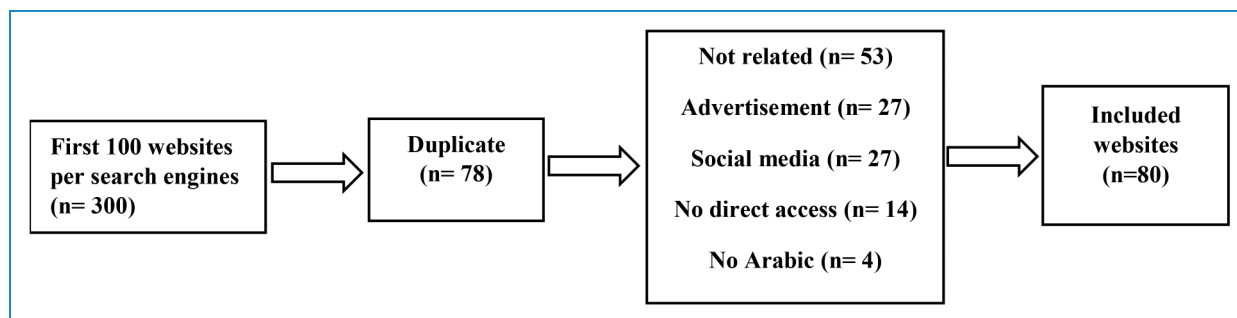 First 100 websites
per search engines
(n= 300)
Duplicate
(n= 78)
Not related (n= 53)
Advertisement (n= 27)
Social media (n= 27)
No direct access (n= 14)
No Arabic (n= 4)
Included
websites
(n=80)